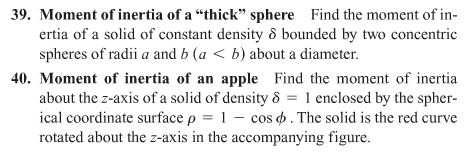 39. Moment of inertia of a “thick” sphere Find the moment of in-
ertia of a solid of constant density δ bounded by two concentric
spheres of radii a and b (a < b) about a diameter.
40. Moment of inertia of an apple Find the moment of inertia
about the z-axis of a solid of density δ = 1 enclosed by the spher-
ical coordinate surface ρ = 1 − cos ϕ. The solid is the red curve
rotated about the z-axis in the accompanying figure.